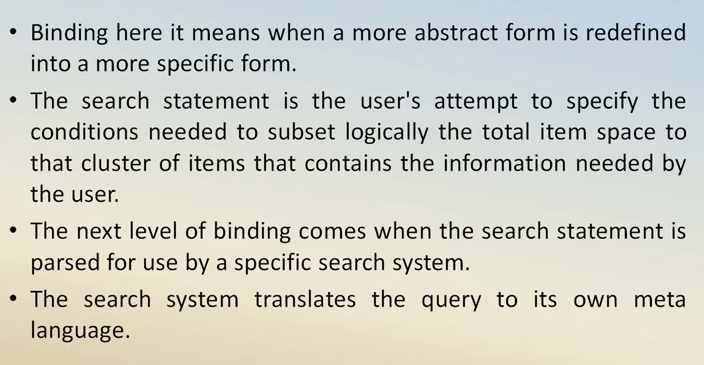 • Binding here it means when a more abstract form is redefined
into a more specific form.
• The search statement is the user's attempt to specify the
conditions needed to subset logically the total item space to
that cluster of items that contains the information needed by
the user.
• The next level of binding comes when the search statement is
parsed for use by a specific search system.
• The search system translates the query to its own meta
language.